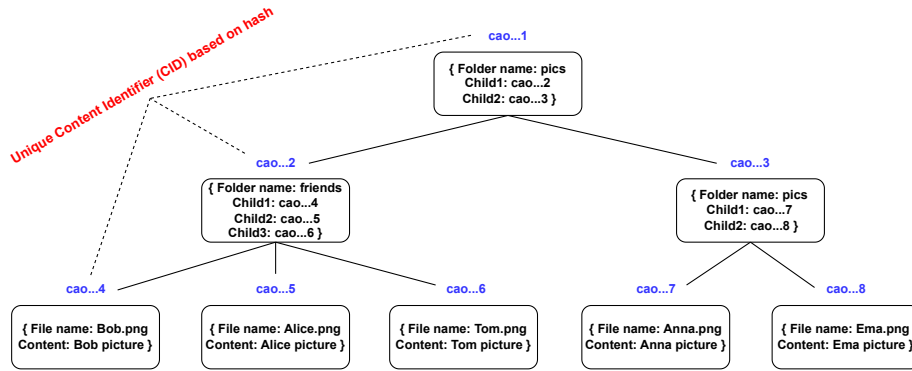 Unique Content Identifier (CID) based on hash
cao...1
{ Folder name: pics
Child1: cao...2
Child2: cao...3 }
cao...2
{ Folder name: friends
Child1: cao...4
Child2: cao...5
Child3: cao...6 }
cao...3
{ Folder name: pics
Child1: cao...7
Child2: cao...8 }
cao...4
{ File name: Bob.png
Content: Bob picture }
cao...5
{ File name: Alice.png
Content: Alice picture }
cao...6
{ File name: Tom.png
Content: Tom picture }
cao...7
{ File name: Anna.png
Content: Anna picture }
cao...8
{ File name: Ema.png
Content: Ema picture }